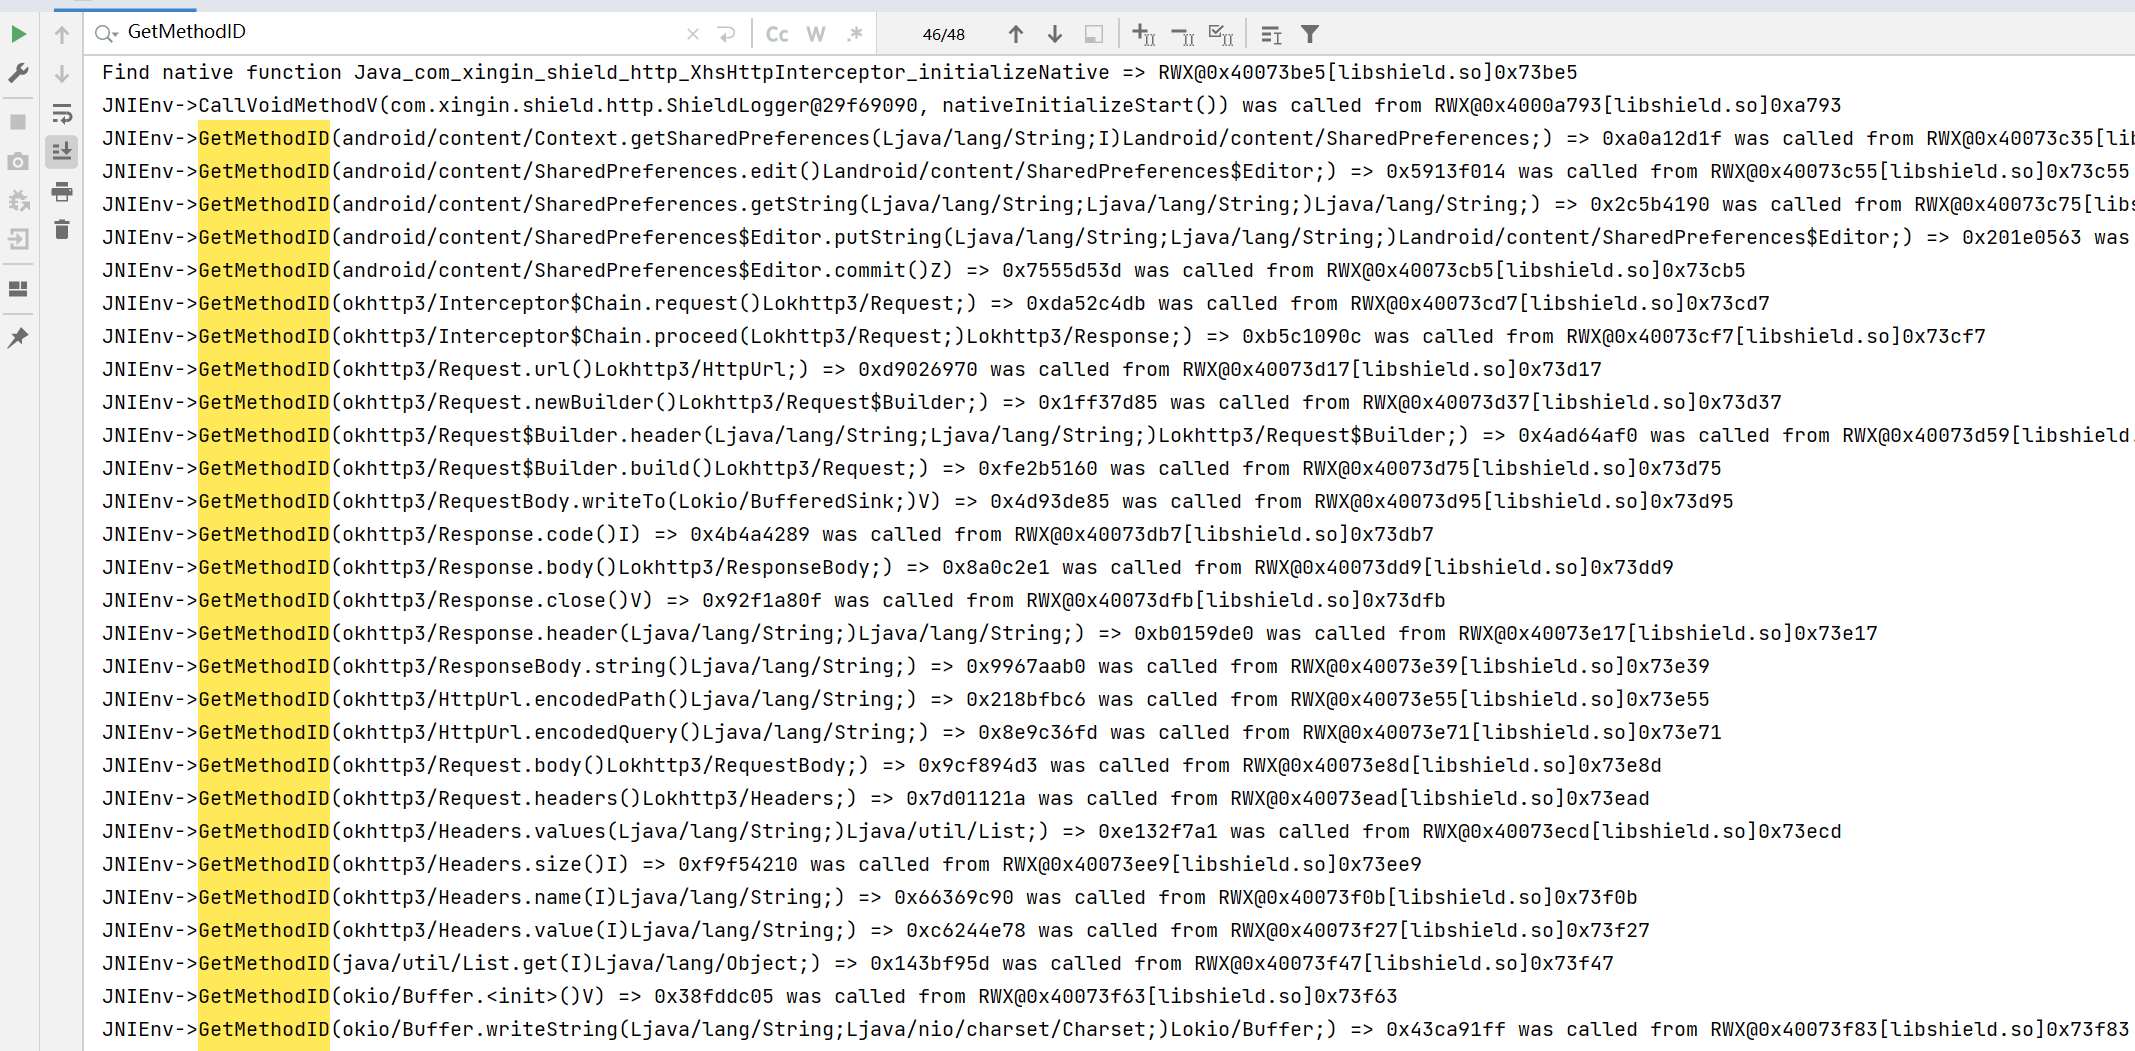 GetMethodID
Cc W .* 46/48
Find native function Java_com_xingin_shield_http_XhsHttpInterceptor_initializeNative => RWX@0x40073be5[libshield.so]0x73be5
JNIEnv->CallVoidMethodV(com.xingin.shield.http.ShieldLogger@29f69090, nativeInitializeStart()) was called from RWX@0x4000a793[libshield.so]0xa793
JNIEnv->GetMethodID(android/content/Context.getSharedPreferences(Ljava/lang/String;I)Landroid/content/SharedPreferences;) => 0xa0a12d1f was called from RWX@0x40073c35[lib
JNIEnv->GetMethodID(android/content/SharedPreferences.edit()Landroid/content/SharedPreferences$Editor;) => 0x5913f014 was called from RWX@0x40073c55[libshield.so]0x73c55
JNIEnv->GetMethodID(android/content/SharedPreferences.getString(Ljava/lang/String;Ljava/lang/String;)Ljava/lang/String;) => 0x2c5b4190 was called from RWX@0x40073c75[libs
JNIEnv->GetMethodID(android/content/SharedPreferences$Editor.putString(Ljava/lang/String;Ljava/lang/String;)Landroid/content/SharedPreferences$Editor;) => 0x201e0563 was
JNIEnv->GetMethodID(android/content/SharedPreferences$Editor.commit()Z) => 0x7555d53d was called from RWX@0x40073cb5[libshield.so]0x73cb5
JNIEnv->GetMethodID(okhttp3/Interceptor$Chain.request()Lokhttp3/Request;) => 0xda52c4db was called from RWX@0x40073cd7[libshield.so]0x73cd7
JNIEnv->GetMethodID(okhttp3/Interceptor$Chain.proceed(Lokhttp3/Request;)Lokhttp3/Response;) => 0xb5c1090c was called from RWX@0x40073cf7[libshield.so]0x73cf7
JNIEnv->GetMethodID(okhttp3/Request.url()Lokhttp3/HttpUrl;) => 0xd9026970 was called from RWX@0x40073d17[libshield.so]0x73d17
JNIEnv->GetMethodID(okhttp3/Request.newBuilder()Lokhttp3/Request$Builder;) => 0x1ff37d85 was called from RWX@0x40073d37[libshield.so]0x73d37
JNIEnv->GetMethodID(okhttp3/Request$Builder.header(Ljava/lang/String;Ljava/lang/String;)Lokhttp3/Request$Builder;) => 0x4ad64af0 was called from RWX@0x40073d59[libshield.
JNIEnv->GetMethodID(okhttp3/Request$Builder.build()Lokhttp3/Request;) => 0xfe2b5160 was called from RWX@0x40073d75[libshield.so]0x73d75
JNIEnv->GetMethodID(okhttp3/RequestBody.writeTo(Lokio/BufferedSink;)V) => 0x4d93de85 was called from RWX@0x40073d95[libshield.so]0x73d95
JNIEnv->GetMethodID(okhttp3/Response.code()I) => 0x4b4a4289 was called from RWX@0x40073db7[libshield.so]0x73db7
JNIEnv->GetMethodID(okhttp3/Response.body()Lokhttp3/ResponseBody;) => 0x8a0c2e1 was called from RWX@0x40073dd9[libshield.so]0x73dd9
JNIEnv->GetMethodID(okhttp3/Response.close()V) => 0x92f1a80f was called from RWX@0x40073dfb[libshield.so]0x73dfb
JNIEnv->GetMethodID(okhttp3/Response.header(Ljava/lang/String;)Ljava/lang/String;) => 0xb0159de0 was called from RWX@0x40073e17[libshield.so]0x73e17
JNIEnv->GetMethodID(okhttp3/ResponseBody.string()Ljava/lang/String;) => 0x9967aab0 was called from RWX@0x40073e39[libshield.so]0x73e39
JNIEnv->GetMethodID(okhttp3/HttpUrl.encodedPath()Ljava/lang/String;) => 0x218bfbc6 was called from RWX@0x40073e55[libshield.so]0x73e55
JNIEnv->GetMethodID(okhttp3/HttpUrl.encodedQuery()Ljava/lang/String;) => 0x8e9c36fd was called from RWX@0x40073e71[libshield.so]0x73e71
JNIEnv->GetMethodID(okhttp3/Request.body()Lokhttp3/RequestBody;) => 0x9cf894d3 was called from RWX@0x40073e8d[libshield.so]0x73e8d
JNIEnv->GetMethodID(okhttp3/Request.headers()Lokhttp3/Headers;) => 0x7d01121a was called from RWX@0x40073ead[libshield.so]0x73ead
JNIEnv->GetMethodID(okhttp3/Headers.values(Ljava/lang/String;)Ljava/util/List;) => 0xe132f7a1 was called from RWX@0x40073ecd[libshield.so]0x73ecd
JNIEnv->GetMethodID(okhttp3/Headers.size()I) => 0xf9f54210 was called from RWX@0x40073ee9[libshield.so]0x73ee9
JNIEnv->GetMethodID(okhttp3/Headers.name(I)Ljava/lang/String;) => 0x66369c90 was called from RWX@0x40073f0b[libshield.so]0x73f0b
JNIEnv->GetMethodID(okhttp3/Headers.value(I)Ljava/lang/String;) => 0xc6244e78 was called from RWX@0x40073f27[libshield.so]0x73f27
JNIEnv->GetMethodID(java/util/List.get(I)Ljava/lang/Object;) => 0x143bf95d was called from RWX@0x40073f47[libshield.so]0x73f47
JNIEnv->GetMethodID(okio/Buffer.<init>()V) => 0x38fddc05 was called from RWX@0x40073f63[libshield.so]0x73f63
JNIEnv->GetMethodID(okio/Buffer.writeString(Ljava/lang/String;Ljava/nio/charset/Charset;)Lokio/Buffer;) => 0x43ca91ff was called from RWX@0x40073f83[libshield.so]0x73f83